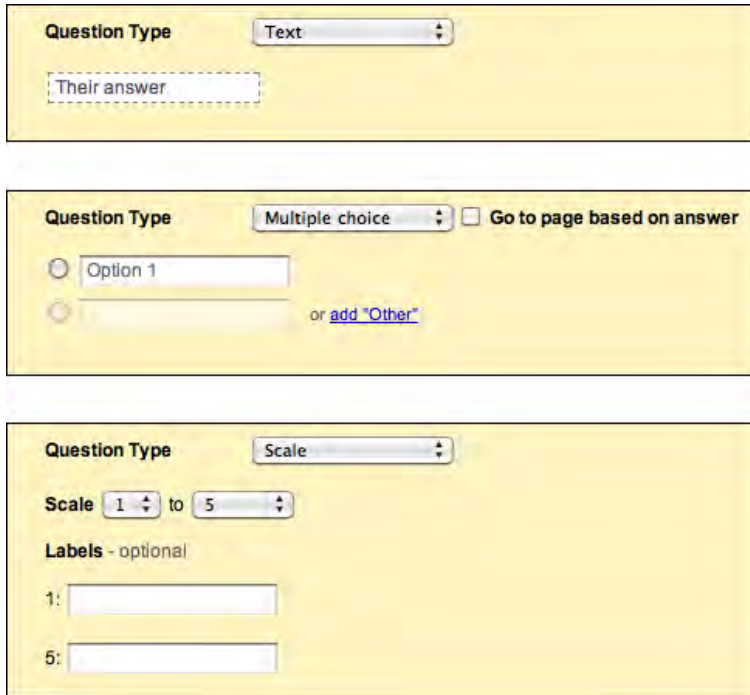 Question Type Text
Their answer
Question Type Multiple choice Go to page based on answer
Option 1
or add "Other"
Question Type Scale
Scale 1 to 5
Labels - optional
1:
5: